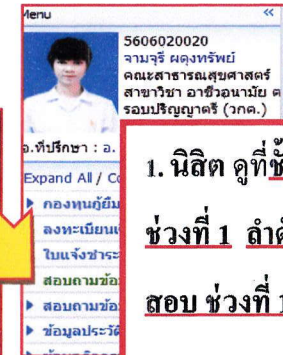 Menu
«
5606020020
จามจุรี ผดุงทรัพย์
คณะสาธารณสุขศาสตร์
สาขาวิชา อาชีวอนามัย ค
รอบปริญญาตรี (วกค.)
อ.ที่ปรึกษา : อ.
Expand All / Co
กองทุนกู้ยืม
ลงทะเบียนเ
ใบแจ้งชำระ
สอบถามข้อ
สอบถามข้อ
ข้อมูลประวัติ
1. นิสิต ดูที่ชั้
ช่วงที่ 1 ลำดั
สอบ ช่วงที่ 1